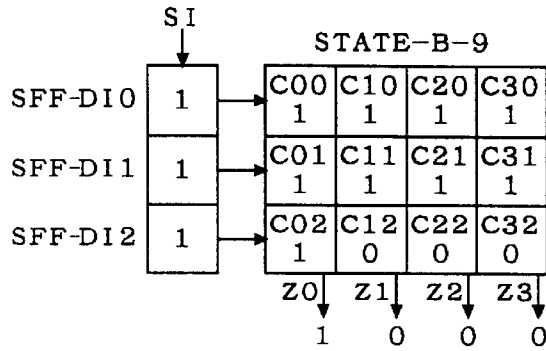 SI
STATE-B-9
SFF-DI0 1 C00 C10 C20 C30
1 1 1 1
SFF-DI1 1 C01 C11 C21 C31
1 1 1 1
SFF-DI2 1 C02 C12 C22 C32
1 0 0 0
Z0 Z1 Z2 Z3
1 0 0 0